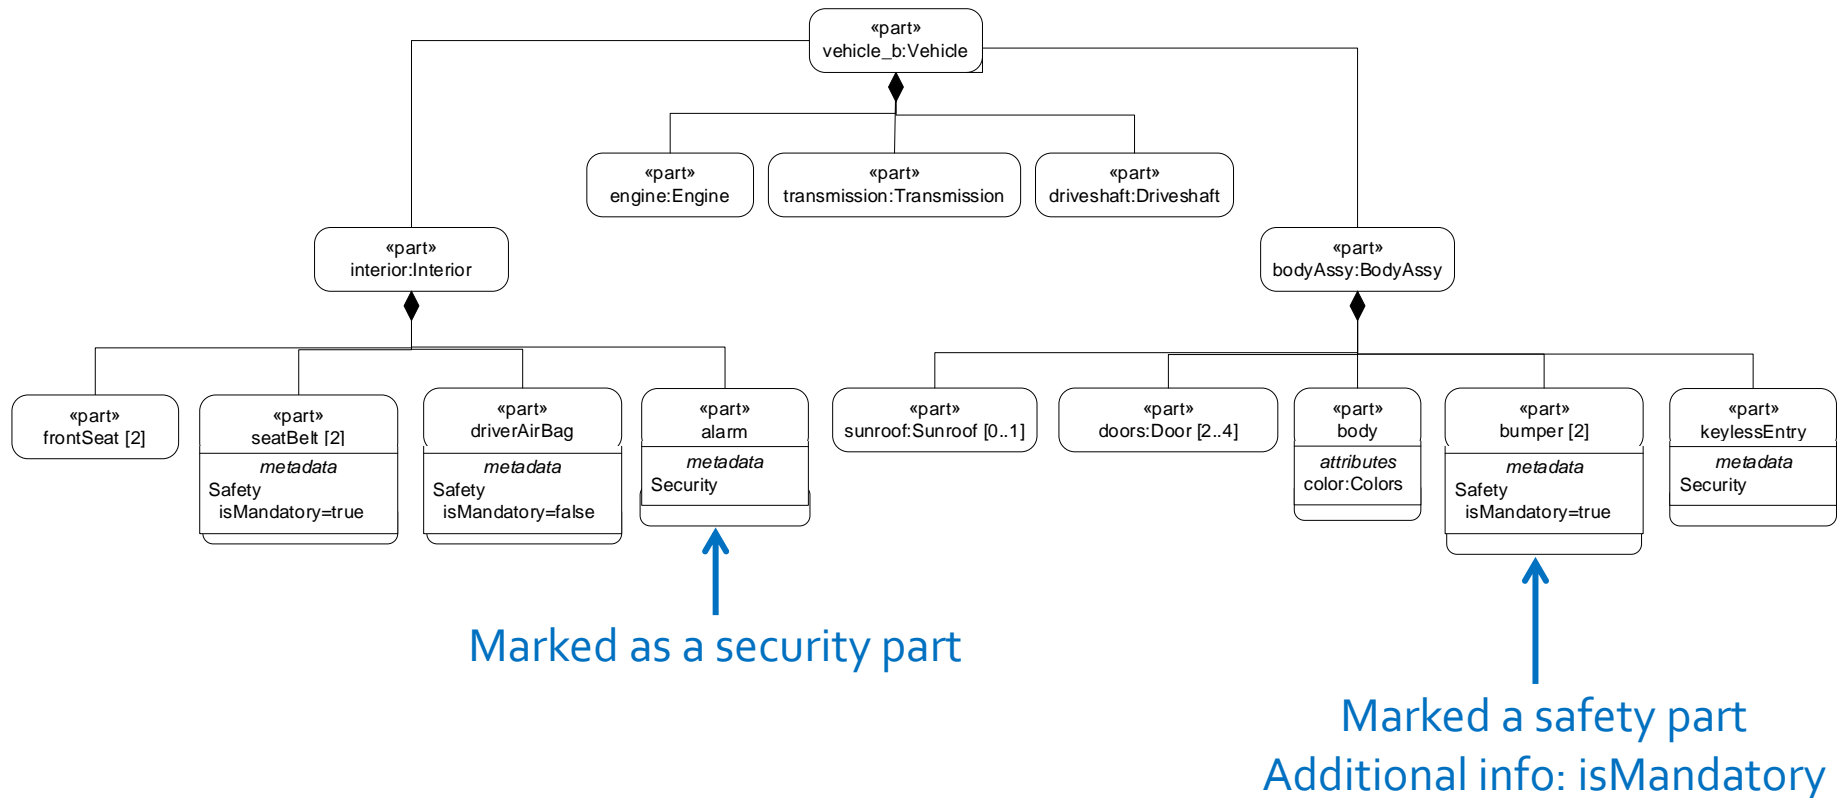 «part»
vehicle_b:Vehicle
«part»
engine:Engine
«part»
transmission:Transmission
«part»
driveshaft:Driveshaft
«part»
interior:Interior
«part»
bodyAssy:BodyAssy
«part»
frontSeat [2]
«part»
seatBelt [2]
metadata
Safety
isMandatory=true
«part»
driverAirBag
metadata
Safety
isMandatory=false
«part»
alarm
metadata
Security
«part»
sunroof:Sunroof [0..1]
«part»
doors:Door [2..4]
«part»
body
attributes
color:Colors
«part»
bumper [2]
metadata
Safety
isMandatory=true
«part»
keylessEntry
metadata
Security
Marked as a security part
Marked a safety part
Additional info: isMandatory